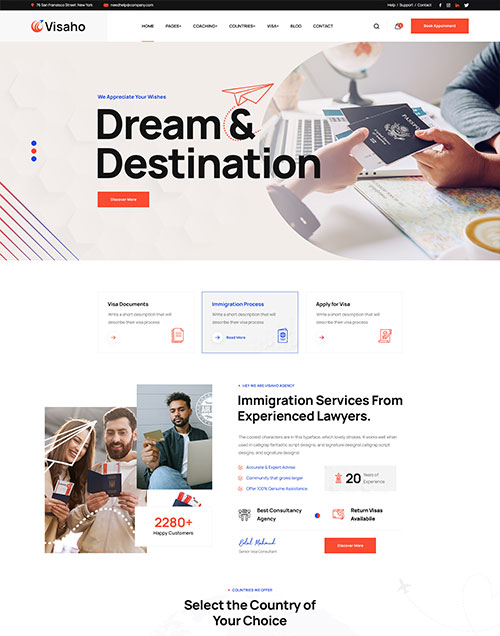 76 San Fransisco Street, New York
needhelp@company.com
Help / Support / Contact
Visaho
HOME
PAGES+
COACHING+
COUNTRIES+
VISA+
BLOG
CONTACT
Book Appointment
We Appreciate Your Wishes
Dream &
Destination
Discover More
PASSPORT
Visa Documents
Write a short description that will
describe their visa process
Immigration Process
Write a short description that will
describe their visa process
Read More
Apply for Visa
Write a short description that will
describe their visa process
HEY WE ARE VISAHO AGENCY
Immigration Services From
Experienced Lawyers.
The coolest characters are in this typeface, which lovely strokes. It works well when
used in calligrap fantastic script designs, and signature designs! calligrap script
designs, and signature designs!
Accurate & Expert Advise
Community that grows larger
Offer 100% Genuine Assistance
20
Years of
Experience
Best Consultancy
Agency
Return Visas
Availabile
Senior Visa Consultant
Discover More
2280+
Happy Customers
COUNTRIES WE OFFER
Select the Country of
Your Choice